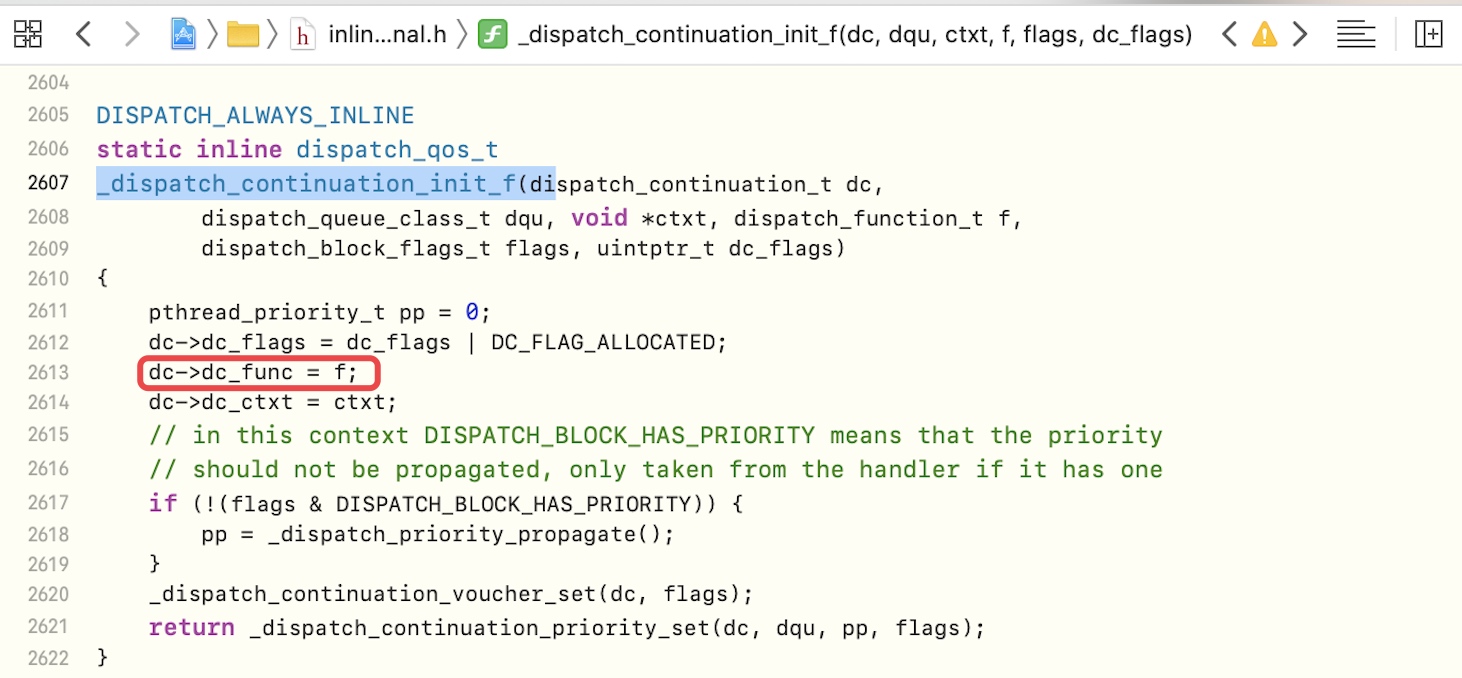 inlin...nal.h _dispatch_continuation_init_f(dc, dqu, ctxt, f, flags, dc_flags)
2604
2605 DISPATCH_ALWAYS_INLINE
2606 static inline dispatch_qos_t
2607 _dispatch_continuation_init_f(dispatch_continuation_t dc,
2608 dispatch_queue_class_t dqu, void *ctxt, dispatch_function_t f,
2609 dispatch_block_flags_t flags, uintptr_t dc_flags)
2610 {
2611 pthread_priority_t pp = 0;
2612 dc->dc_flags = dc_flags | DC_FLAG_ALLOCATED;
2613 dc->dc_func = f;
2614 dc->dc_ctxt = ctxt;
2615 // in this context DISPATCH_BLOCK_HAS_PRIORITY means that the priority
2616 // should not be propagated, only taken from the handler if it has one
2617 if (!(flags & DISPATCH_BLOCK_HAS_PRIORITY)) {
2618 pp = _dispatch_priority_propagate();
2619 }
2620 _dispatch_continuation_voucher_set(dc, flags);
2621 return _dispatch_continuation_priority_set(dc, dqu, pp, flags);
2622 }